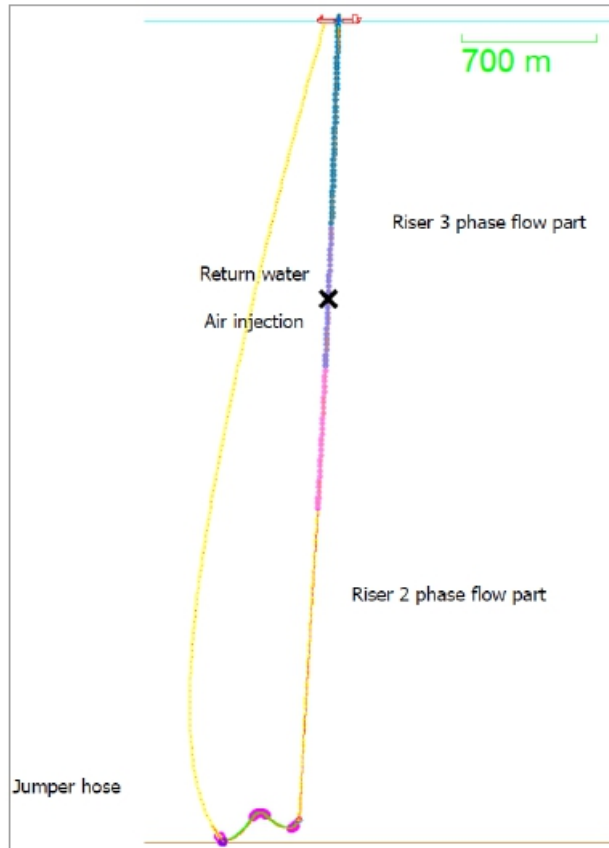 700 m
Riser 3 phase flow part
Return water
Air injection
Riser 2 phase flow part
Jumper hose